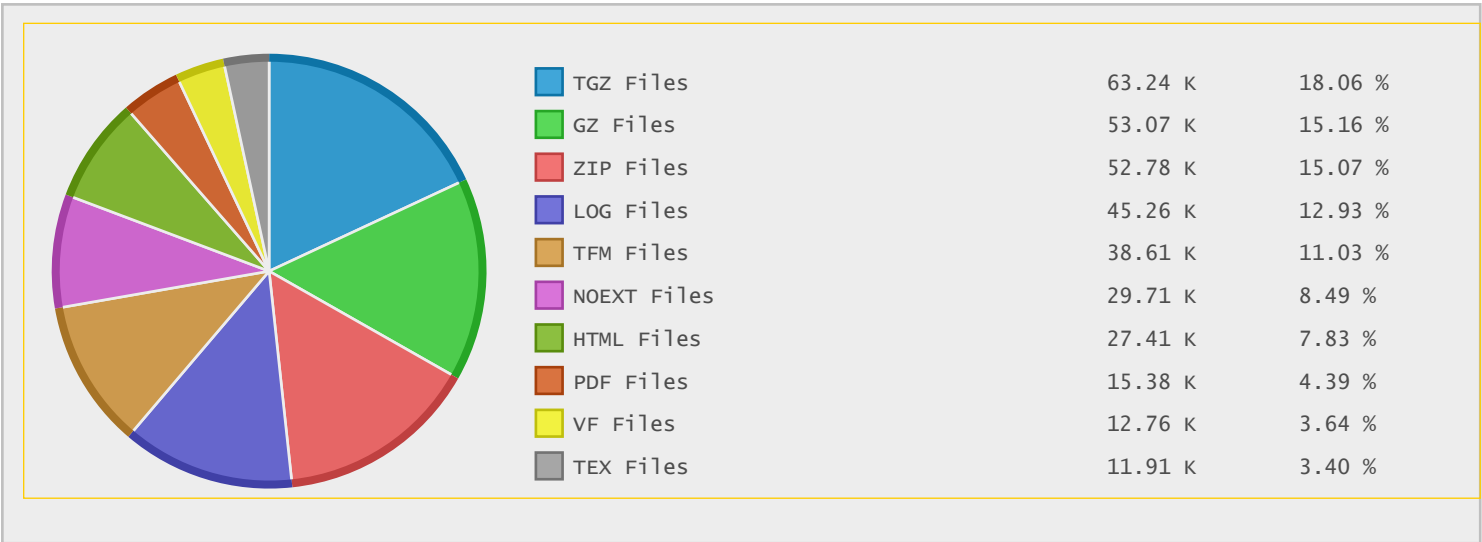 TGZ Files 63.24 K 18.06 %
GZ Files 53.07 K 15.16 %
ZIP Files 52.78 K 15.07 %
LOG Files 45.26 K 12.93 %
TFM Files 38.61 K 11.03 %
NOEXT Files 29.71 K 8.49 %
HTML Files 27.41 K 7.83 %
PDF Files 15.38 K 4.39 %
VF Files 12.76 K 3.64 %
TEX Files 11.91 K 3.40 %